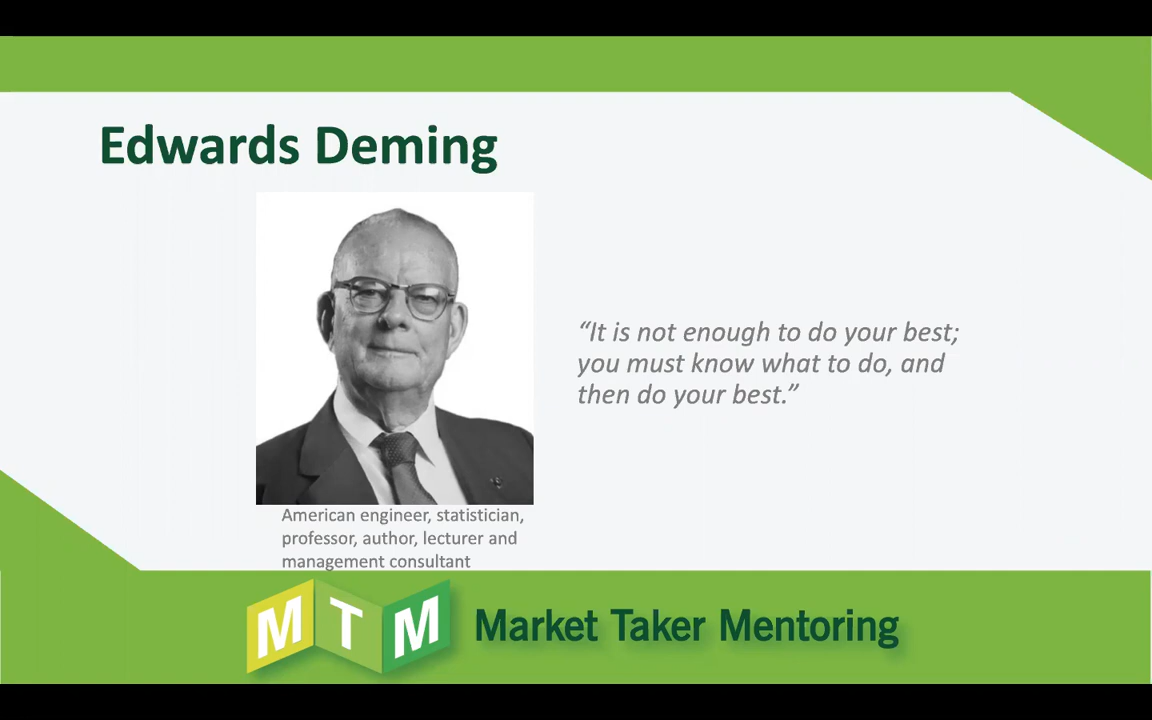 Edwards Deming
“It is not enough to do your best;
you must know what to do, and
then do your best.”
American engineer, statistician,
professor, author, lecturer and
management consultant
MTM Market Taker Mentoring